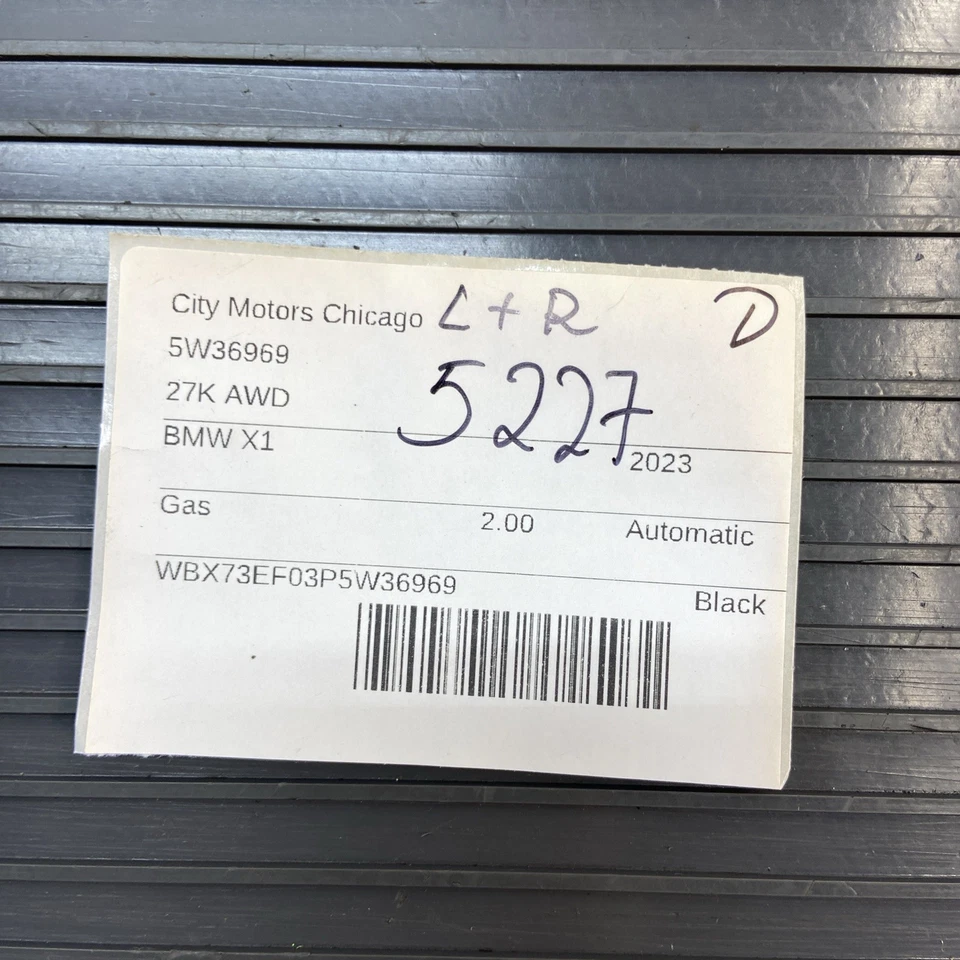 City Motors Chicago L + R D
5W36969
27K AWD 5227
BMW X1 2023
Gas 2.00 Automatic
WBX73EF03P5W36969 Black